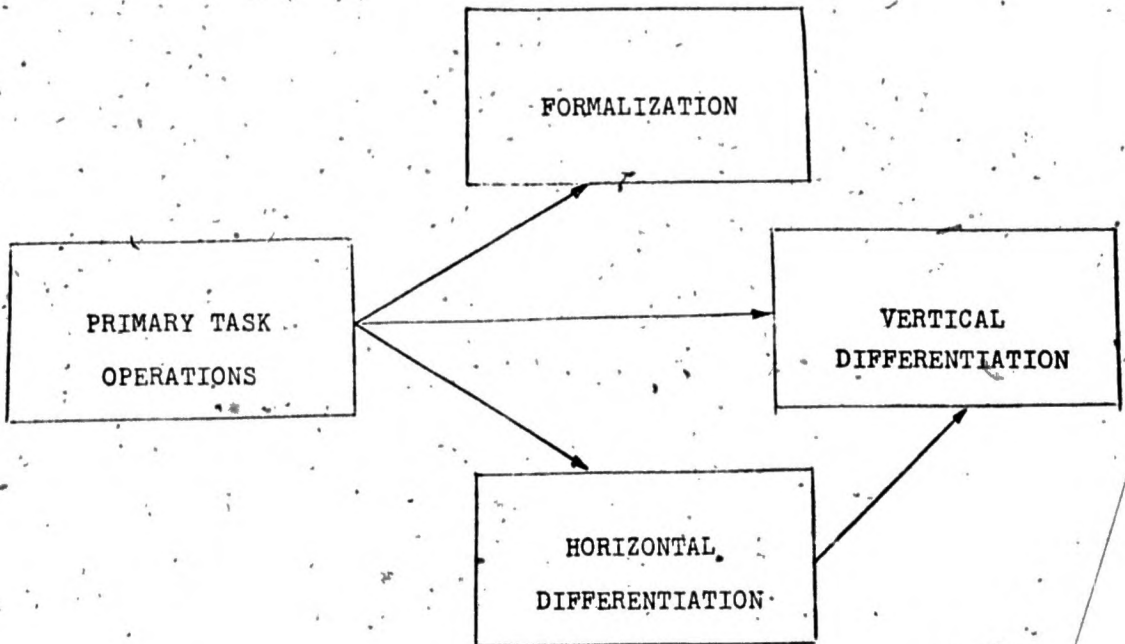 FORMALIZATION
PRIMARY TASK
OPERATIONS
VERTICAL
DIFFERENTIATION
HORIZONTAL
DIFFERENTIATION